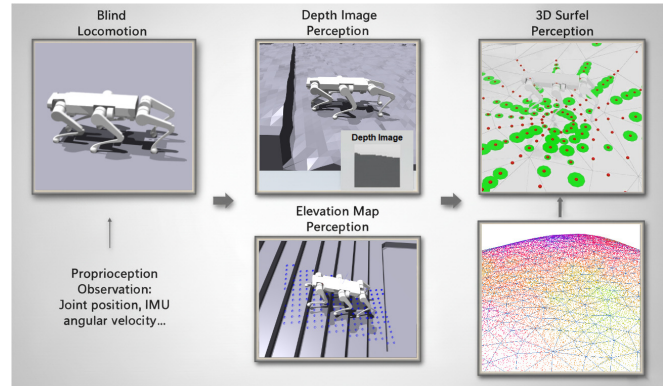 Blind
Locomotion
Depth Image
Perception
3D Surfel
Perception
Depth Image
Elevation Map
Perception
Proprioception
Observation:
Joint position, IMU
angular velocity...